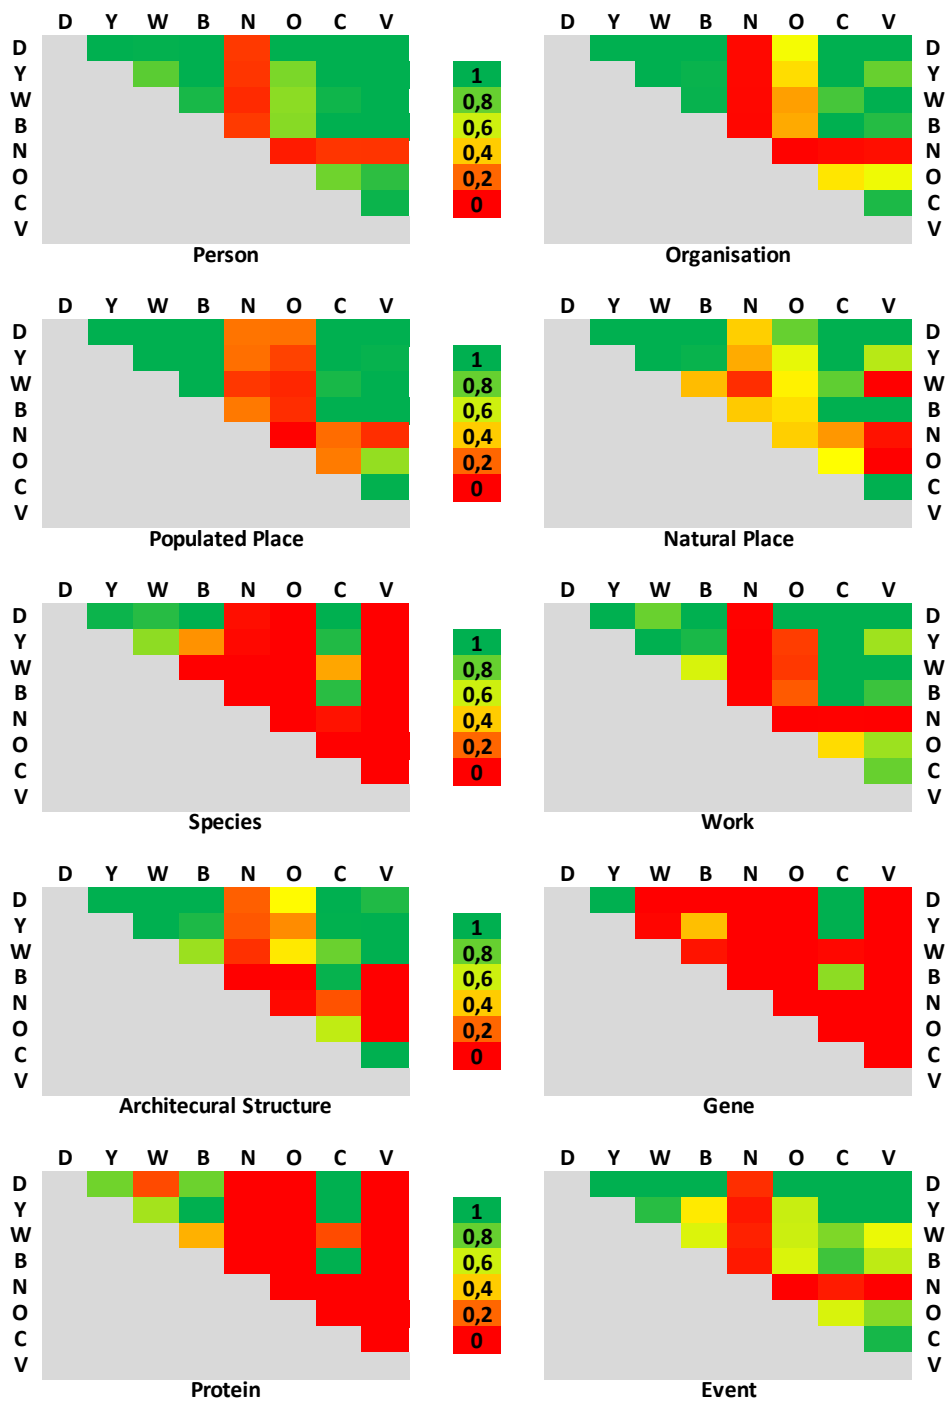 D Y W B N O C V D Y W B N O C V
D D
Y 1 Y
W 0,8 W
B 0,6 B
N 0,4 N
O 0,2 O
C 0 C
V V
Person Organisation
D Y W B N O C V D Y W B N O C V
D D
Y 1 Y
W 0,8 W
B 0,6 B
N 0,4 N
O 0,2 O
C 0 C
V V
Populated Place Natural Place
D Y W B N O C V D Y W B N O C V
D D
Y 1 Y
W 0,8 W
B 0,6 B
N 0,4 N
O 0,2 O
C 0 C
V V
Species Work
D Y W B N O C V D Y W B N O C V
D D
Y 1 Y
W 0,8 W
B 0,6 B
N 0,4 N
O 0,2 O
C 0 C
V V
Architecural Structure Gene
D Y W B N O C V D Y W B N O C V
D D
Y 1 Y
W 0,8 W
B 0,6 B
N 0,4 N
O 0,2 O
C 0 C
V V
Protein Event